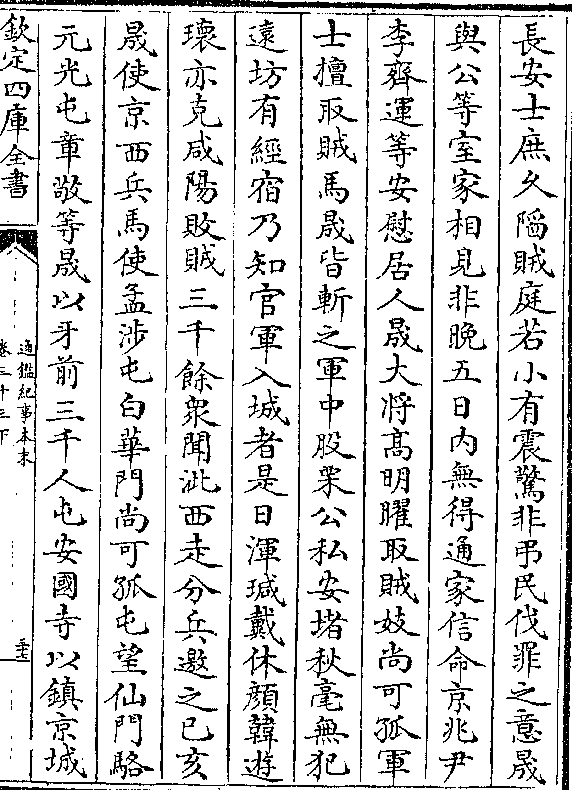 長安士庶久陷賊庭若小有震驚非弔民伐罪之意晟
與公等室家相見非晚五日内無得通家信命京兆尹
李齊運等安慰居人晟大将髙明曜取賊妓尚可孤軍
士擅取賊馬晟皆斬之軍中股栗公私安堵秋毫無犯
遠坊有經宿乃知官軍入城者是日渾瑊戴休顔韓遊
瓌亦克咸陽敗賊三千餘衆聞泚西走分兵邀之已亥
晟使京西兵馬使孟渉屯白華門尚可孤屯望仙門駱
元光屯章敬等晟以牙前三千人屯安國寺以鎮京城
欽定四庫全書
通鑑紀事本末
卷三十三下